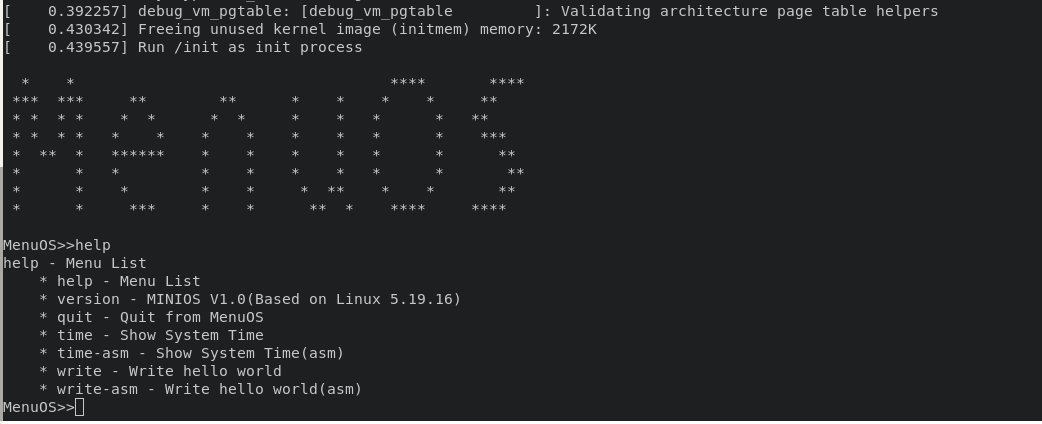 [    0.392257] debug_vm_pgtable: [debug_vm_pgtable         ]: Validating architecture page table helpers
[    0.430342] Freeing unused kernel image (initmem) memory: 2172K
[    0.439557] Run /init as init process
MenuOS
MenuOS>>help
help - Menu List
    * help - Menu List
    * version - MINIOS V1.0(Based on Linux 5.19.16)
    * quit - Quit from MenuOS
    * time - Show System Time
    * time-asm - Show System Time(asm)
    * write - Write hello world
    * write-asm - Write hello world(asm)
MenuOS>>